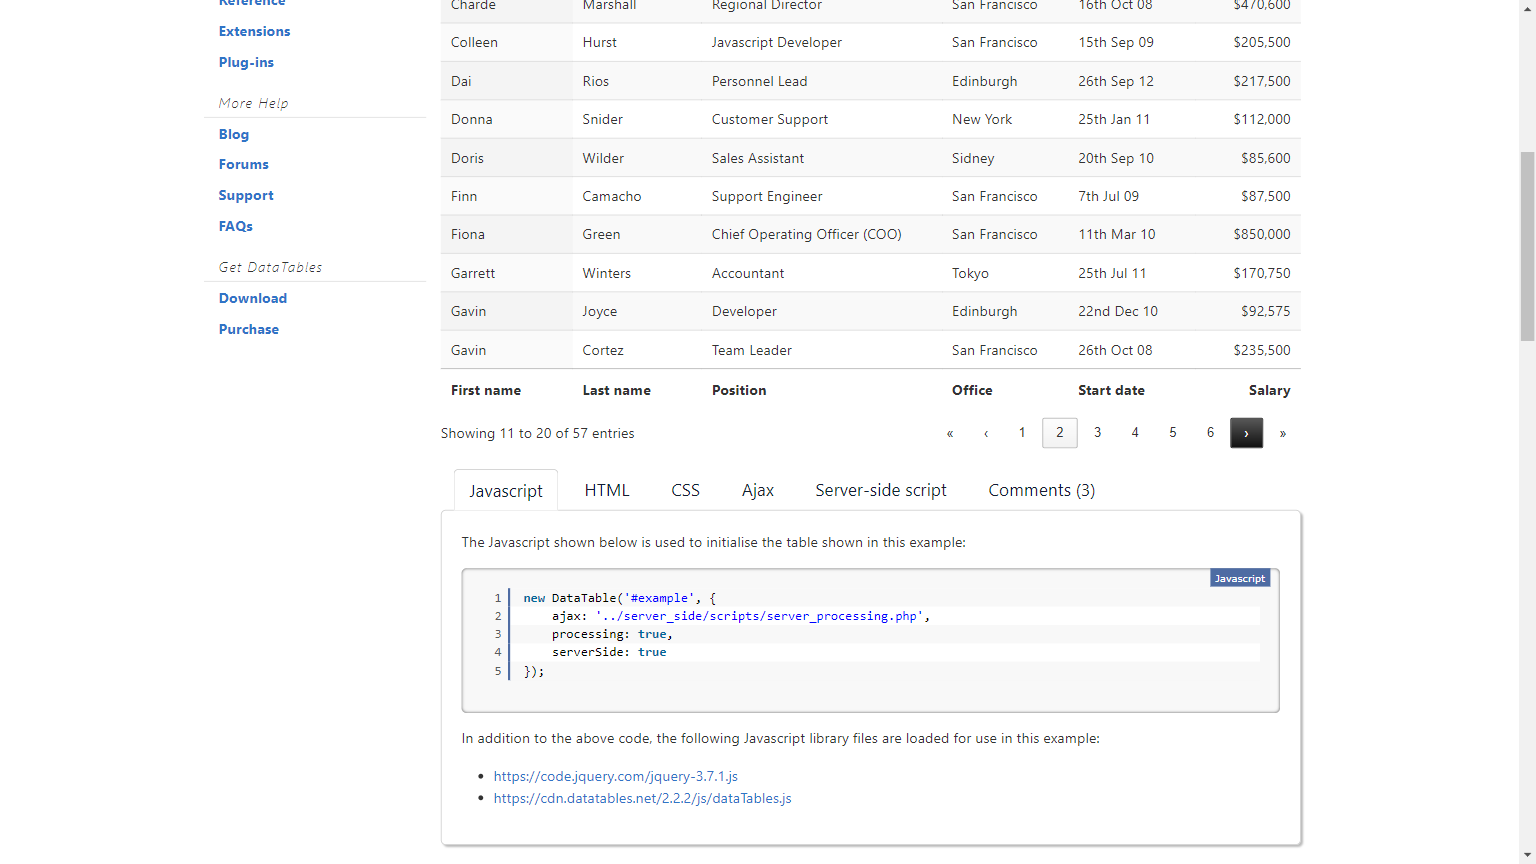 Reference
Extensions
Plug-ins
More Help
Blog
Forums
Support
FAQs
Get DataTables
Download
Purchase
Charde Marshall Regional Director San Francisco 16th Oct 08 $470,600
Colleen Hurst Javascript Developer San Francisco 15th Sep 09 $205,500
Dai Rios Personnel Lead Edinburgh 26th Sep 12 $217,500
Donna Snider Customer Support New York 25th Jan 11 $112,000
Doris Wilder Sales Assistant Sidney 20th Sep 10 $85,600
Finn Camacho Support Engineer San Francisco 7th Jul 09 $87,500
Fiona Green Chief Operating Officer (COO) San Francisco 11th Mar 10 $850,000
Garrett Winters Accountant Tokyo 25th Jul 11 $170,750
Gavin Joyce Developer Edinburgh 22nd Dec 10 $92,575
Gavin Cortez Team Leader San Francisco 26th Oct 08 $235,500
First name Last name Position Office Start date Salary
Showing 11 to 20 of 57 entries « ‹ 1 2 3 4 5 6 › »
Javascript HTML CSS Ajax Server-side script Comments (3)
The Javascript shown below is used to initialise the table shown in this example:
Javascript
1 new DataTable('#example', {
2     ajax: '../server_side/scripts/server_processing.php',
3     processing: true,
4     serverSide: true
5 });
In addition to the above code, the following Javascript library files are loaded for use in this example:
• https://code.jquery.com/jquery-3.7.1.js
• https://cdn.datatables.net/2.2.2/js/dataTables.js